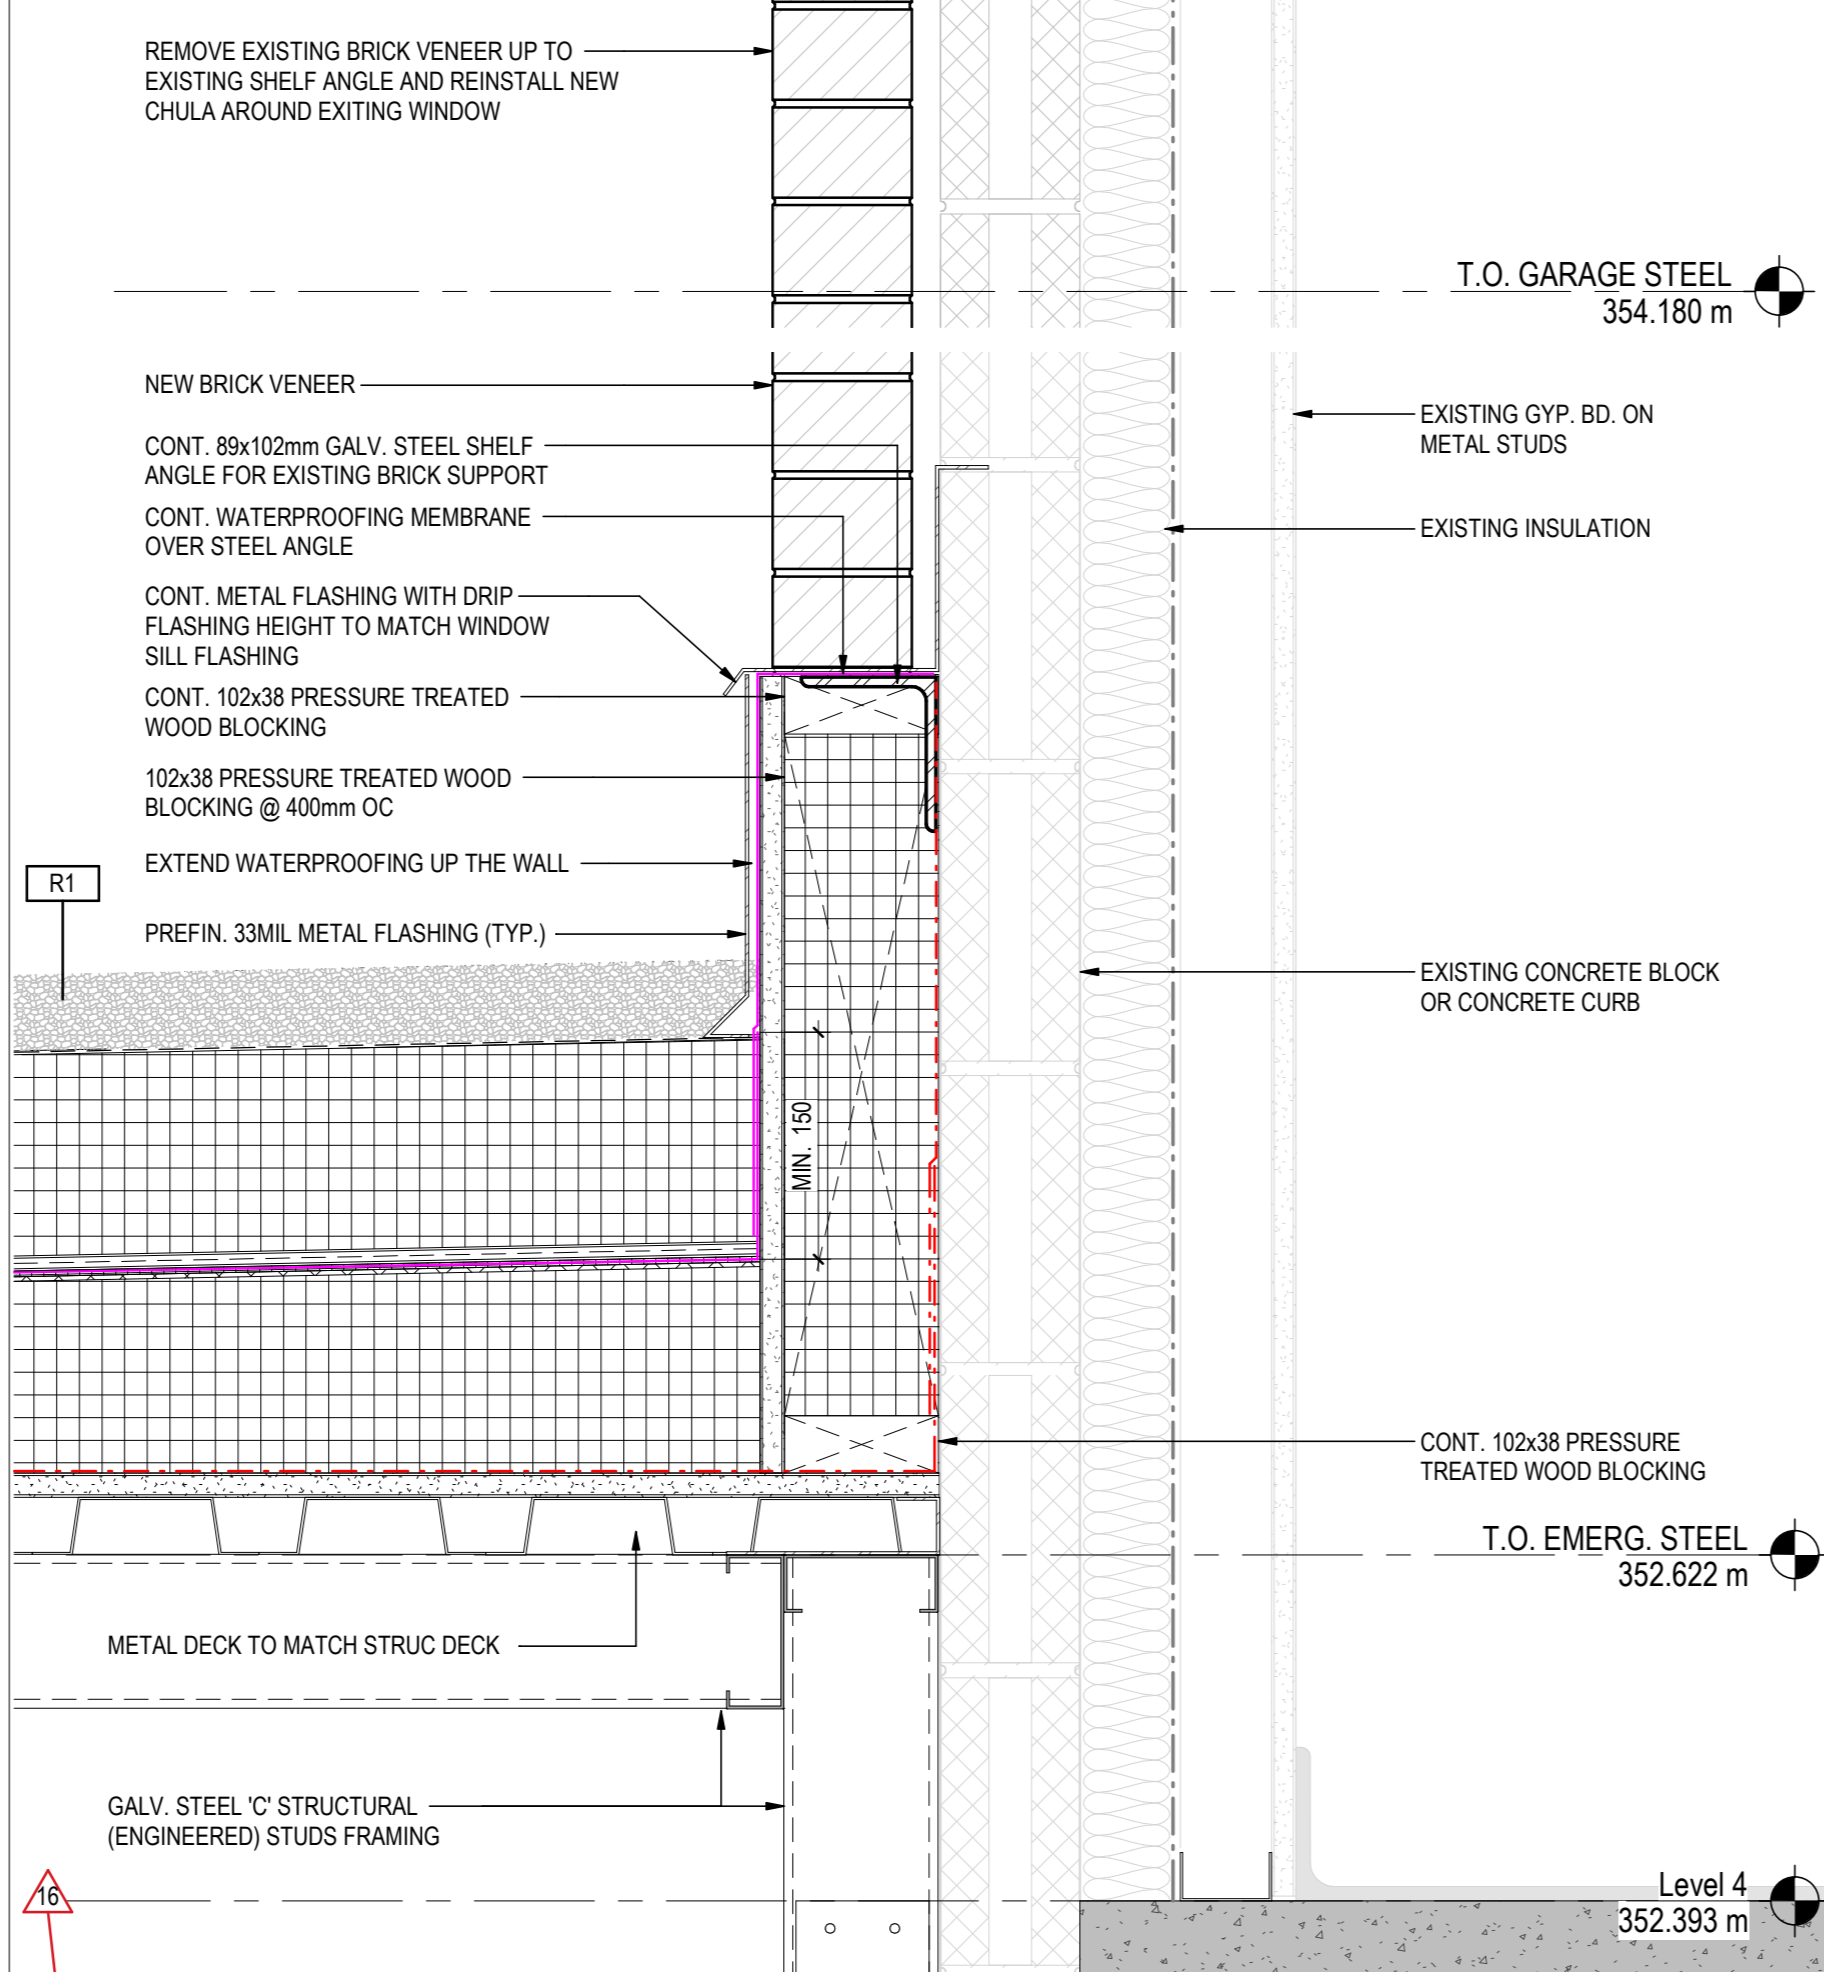 REMOVE EXISTING BRICK VENEER UP TO
EXISTING SHELF ANGLE AND REINSTALL NEW
CHULA AROUND EXITING WINDOW
T.O. GARAGE STEEL
354.180 m
NEW BRICK VENEER
CONT. 89x102mm GALV. STEEL SHELF
ANGLE FOR EXISTING BRICK SUPPORT
CONT. WATERPROOFING MEMBRANE
OVER STEEL ANGLE
CONT. METAL FLASHING WITH DRIP
FLASHING HEIGHT TO MATCH WINDOW
SILL FLASHING
CONT. 102x38 PRESSURE TREATED
WOOD BLOCKING
102x38 PRESSURE TREATED WOOD
BLOCKING @ 400mm OC
EXTEND WATERPROOFING UP THE WALL
R1
PREFIN. 33MIL METAL FLASHING (TYP.)
EXISTING GYP. BD. ON
METAL STUDS
EXISTING INSULATION
EXISTING CONCRETE BLOCK
OR CONCRETE CURB
MIN. 150
CONT. 102x38 PRESSURE
TREATED WOOD BLOCKING
T.O. EMERG. STEEL
352.622 m
METAL DECK TO MATCH STRUC DECK
GALV. STEEL 'C' STRUCTURAL
(ENGINEERED) STUDS FRAMING
16
Level 4
352.393 m